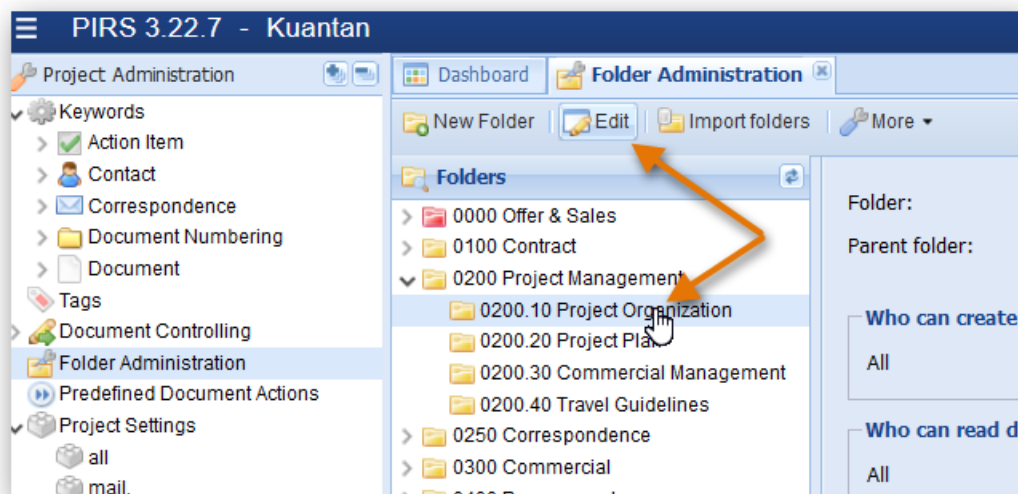 PIRS 3.22.7 - Kuantan
Project Administration
Keywords
Action Item
Contact
Correspondence
Document Numbering
Document
Tags
Document Controlling
Folder Administration
Predefined Document Actions
Project Settings
all
mail.
Dashboard
Folder Administration
New Folder
Edit
Import folders
More
Folders
0000 Offer & Sales
0100 Contract
0200 Project Management
0200.10 Project Organization
0200.20 Project Plan
0200.30 Commercial Management
0200.40 Travel Guidelines
0250 Correspondence
0300 Commercial
Folder:
Parent folder:
Who can create
All
Who can read d
All